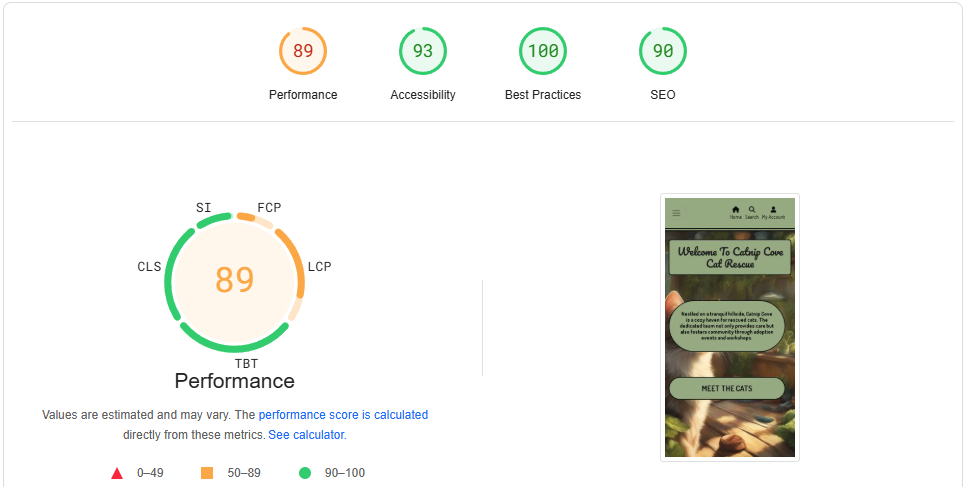 89 93 100 90
Performance Accessibility Best Practices SEO
SI FCP
CLS LCP
89
TBT
Performance
Values are estimated and may vary. The performance score is calculated
directly from these metrics. See calculator.
0–49 50–89 90–100
Home Search My Account
Welcome To Catnip Cove
Cat Rescue
Nestled on a tranquil hillside, Catnip Cove
is a cozy haven for rescued cats. The
dedicated team not only provides care but
also fosters community through adoption
events and workshops.
MEET THE CATS